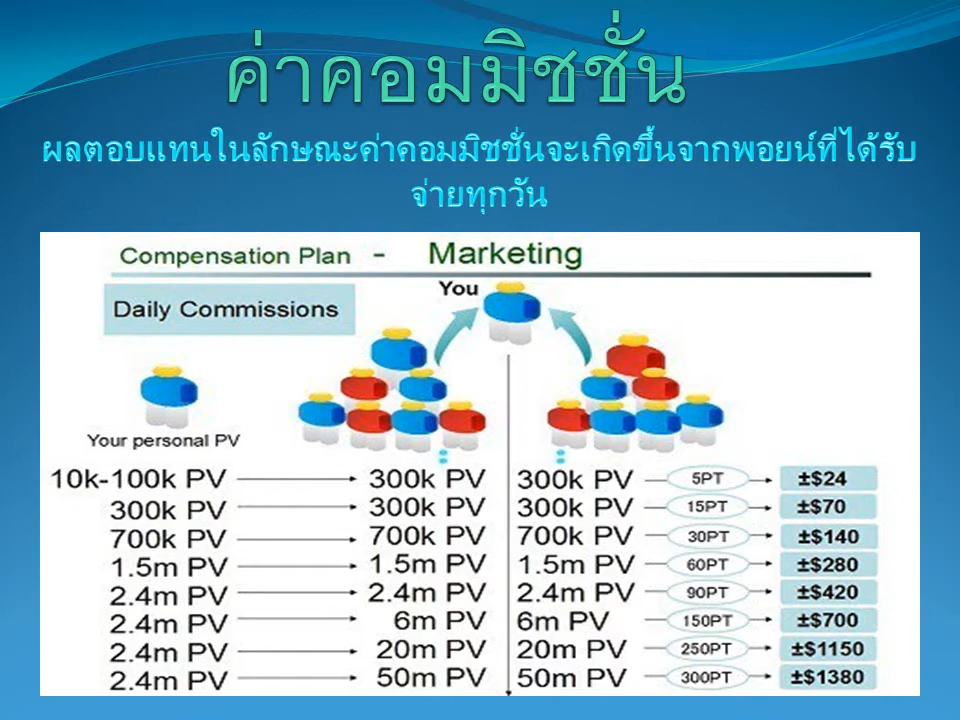 ค่าคอมมิชชั่น
ผลตอบแทนในลักษณะค่าคอมมิชชั่นจะเกิดขึ้นจากพอยน์ที่ได้รับ
จ่ายทุกวัน
Compensation Plan - Marketing
You
Daily Commissions
Your personal PV
10k-100k PV 300k PV 300k PV 5PT ±$24
300k PV 300k PV 300k PV 15PT ±$70
700k PV 700k PV 700k PV 30PT ±$140
1.5m PV 1.5m PV 1.5m PV 60PT ±$280
2.4m PV 2.4m PV 2.4m PV 90PT ±$420
2.4m PV 6m PV 6m PV 150PT ±$700
2.4m PV 20m PV 20m PV 250PT ±$1150
2.4m PV 50m PV 50m PV 300PT ±$1380